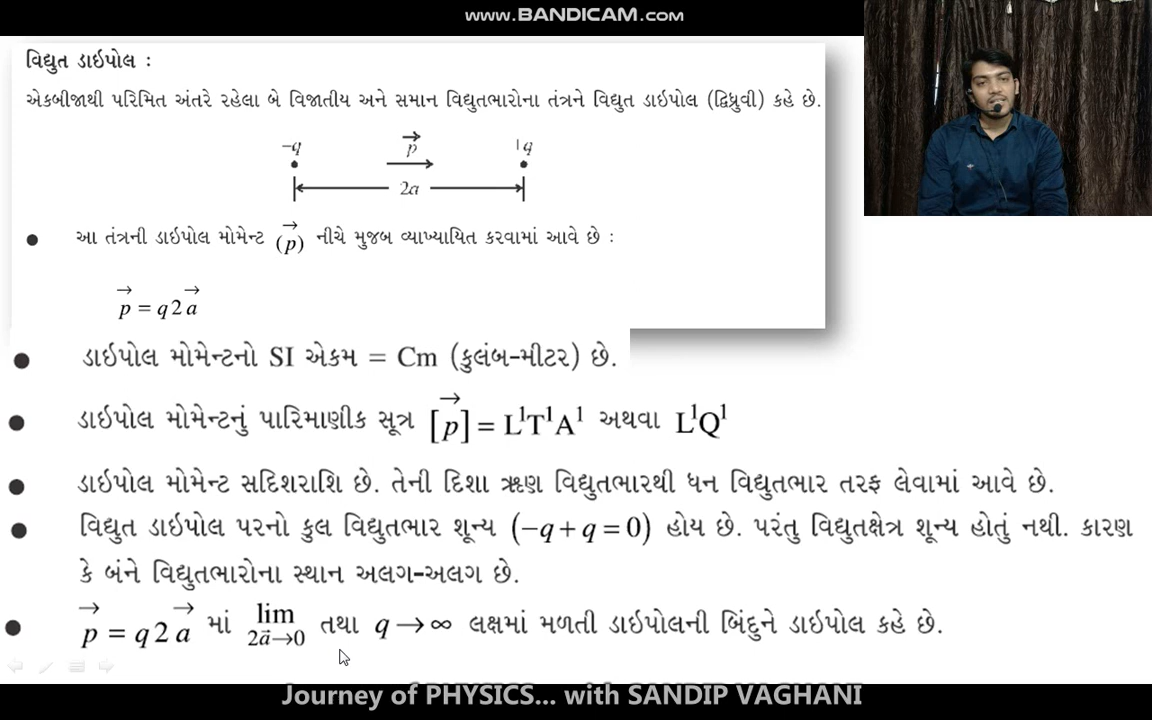 www.BANDICAM.com
વિદ્યુત ડાઇપોલ :
એકબીજાથી પરિમિત અંતરે રહેલા બે વિજાતીય અને સમાન વિદ્યુતભારોના તંત્રને વિદ્યુત ડાઇપોલ (દ્વિધ્રુવી) કહે છે.
−q p⃗ q
2a
● આ તંત્રની ડાઇપોલ મોમેન્ટ (p⃗) નીચે મુજબ વ્યાખ્યાયિત કરવામાં આવે છે :
p⃗ = q2a⃗
● ડાઇપોલ મોમેન્ટનો SI એકમ = Cm (કુલંબ-મીટર) છે.
● ડાઇપોલ મોમેન્ટનું પારિમાણીક સૂત્ર [p⃗] = L¹T¹A¹ અથવા L¹Q¹
● ડાઇપોલ મોમેન્ટ સદિશરાશિ છે. તેની દિશા ઋણ વિદ્યુતભારથી ધન વિદ્યુતભાર તરફ લેવામાં આવે છે.
● વિદ્યુત ડાઇપોલ પરનો કુલ વિદ્યુતભાર શૂન્ય (−q + q = 0) હોય છે. પરંતુ વિદ્યુતક્ષેત્ર શૂન્ય હોતું નથી. કારણ
કે બંને વિદ્યુતભારોના સ્થાન અલગ-અલગ છે.
● p⃗ = q2a⃗ માં lim 2a⃗→0 તથા q → ∞ લક્ષમાં મળતી ડાઇપોલની બિંદુને ડાઇપોલ કહે છે.
Journey of PHYSICS... with SANDIP VAGHANI